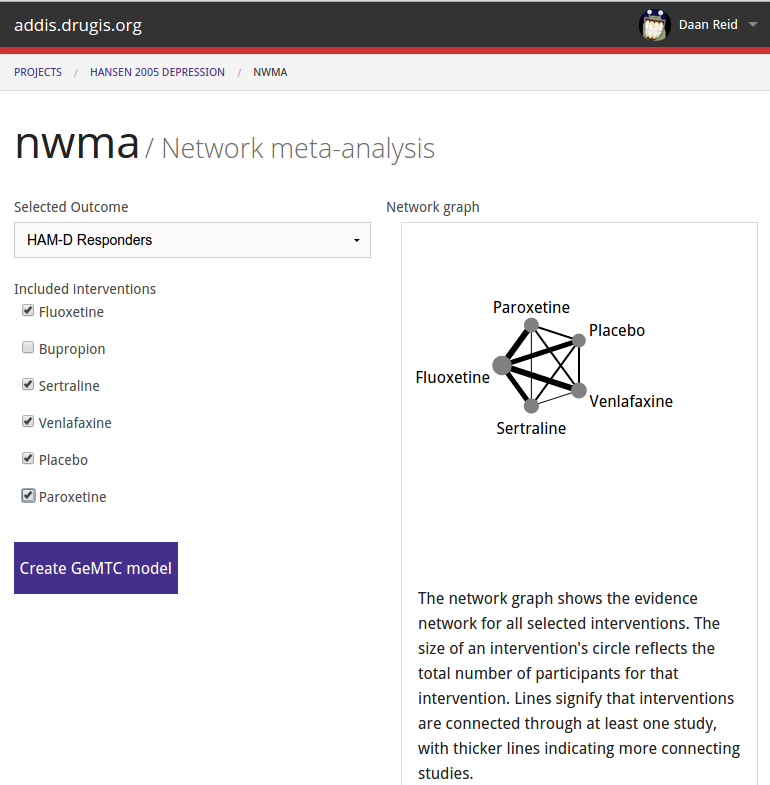 addis.drugis.org
Daan Reid
PROJECTS / HANSEN 2005 DEPRESSION / NWMA
nwma / Network meta-analysis
Selected Outcome
HAM-D Responders
Included interventions
Fluoxetine
Bupropion
Sertraline
Venlafaxine
Placebo
Paroxetine
Create GeMTC model
Network graph
Paroxetine
Placebo
Fluoxetine
Venlafaxine
Sertraline
The network graph shows the evidence
network for all selected interventions. The
size of an intervention's circle reflects the
total number of participants for that
intervention. Lines signify that interventions
are connected through at least one study,
with thicker lines indicating more connecting
studies.